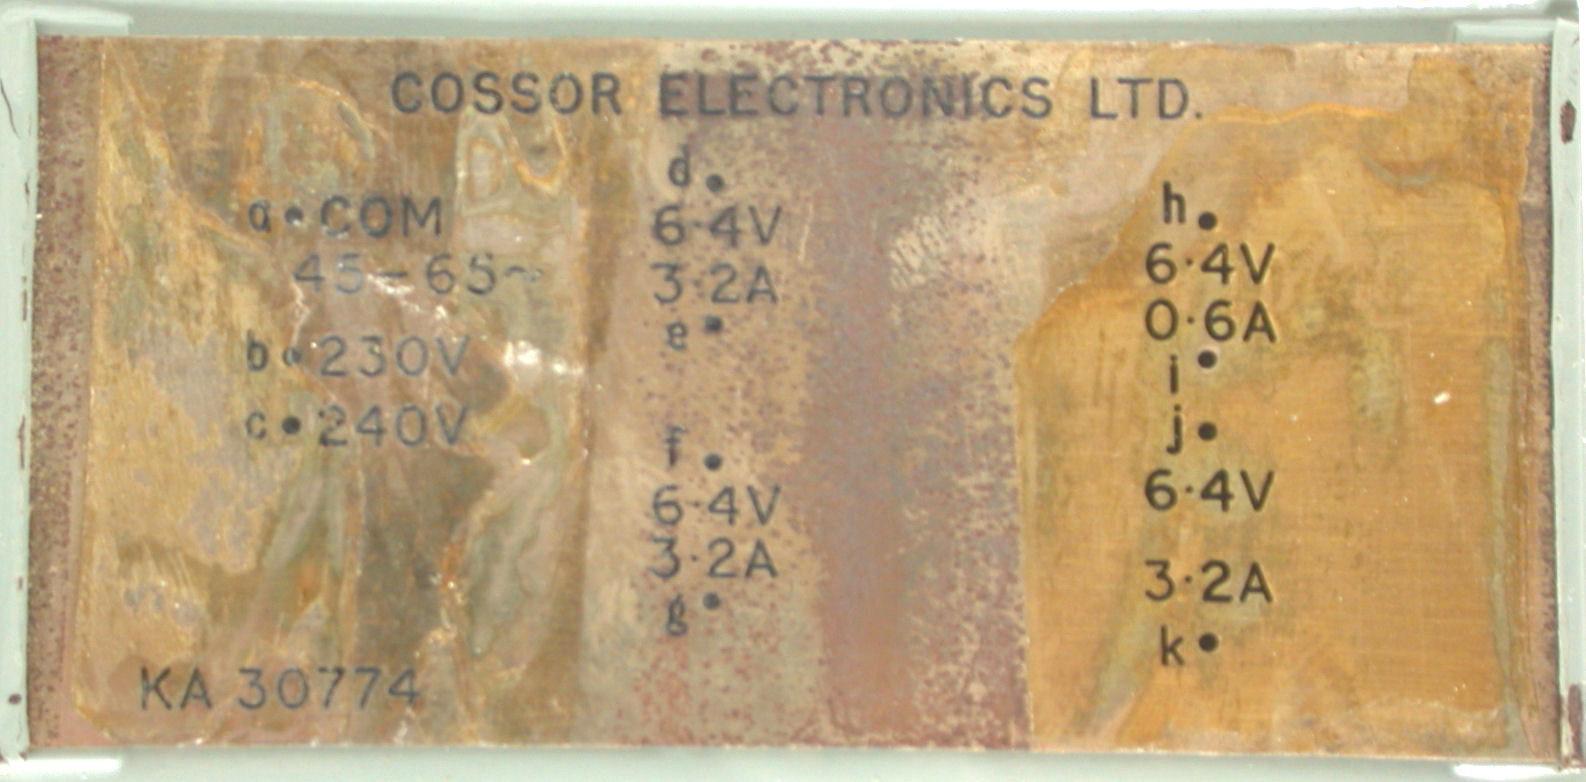 COSSOR ELECTRONICS LTD.
a • COM
45-65~
b • 230V
c • 240V
d •
6·4V
3·2A
e •
f •
6·4V
3·2A
g •
h •
6·4V
0·6A
i •
j •
6·4V
3·2A
k •
KA 30774